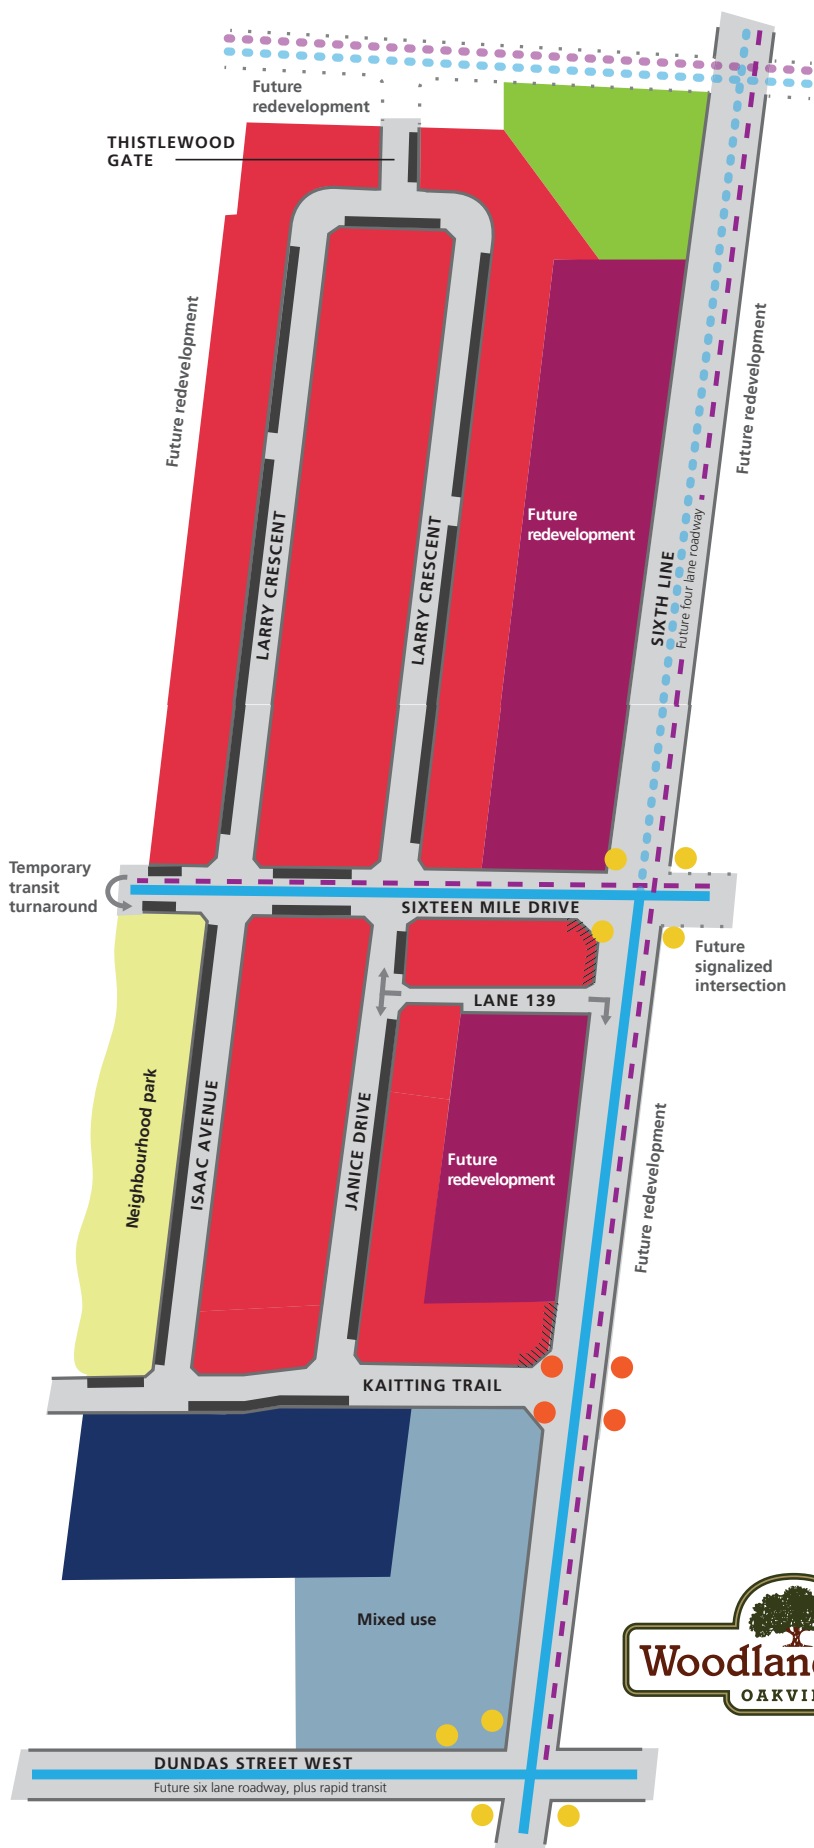 Future
redevelopment
THISTLEWOOD
GATE
Future redevelopment
Future redevelopment
Future
redevelopment
LARRY CRESCENT
LARRY CRESCENT
SIXTH LINE
Future four lane roadway
Temporary
transit
turnaround
SIXTEEN MILE DRIVE
Future
signalized
intersection
LANE 139
Neighbourhood park
ISAAC AVENUE
JANICE DRIVE
Future
redevelopment
Future redevelopment
KAITTING TRAIL
Mixed use
Woodlan
OAKVI
DUNDAS STREET WEST
Future six lane roadway, plus rapid transit